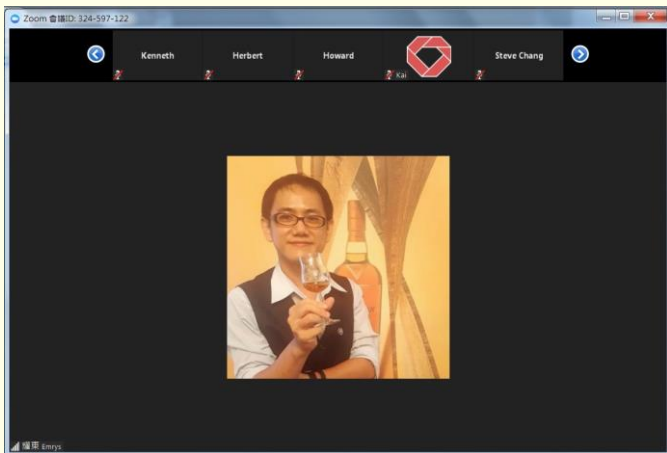 Zoom 會議ID: 324-597-122
Kenneth
Herbert
Howard
Kai
Steve Chang
Emrys